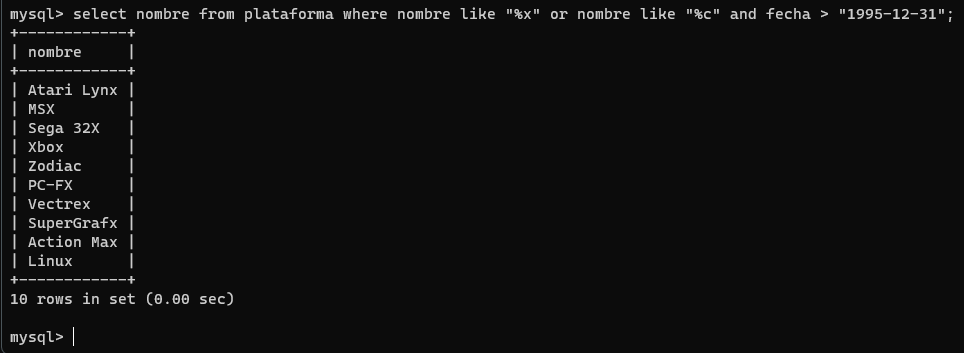 mysql> select nombre from plataforma where nombre like "%x" or nombre like "%c" and fecha > "1995-12-31";
+------------+
| nombre     |
+------------+
| Atari Lynx |
| MSX        |
| Sega 32X   |
| Xbox       |
| Zodiac     |
| PC-FX      |
| Vectrex    |
| SuperGrafx |
| Action Max |
| Linux      |
+------------+
10 rows in set (0.00 sec)
mysql>